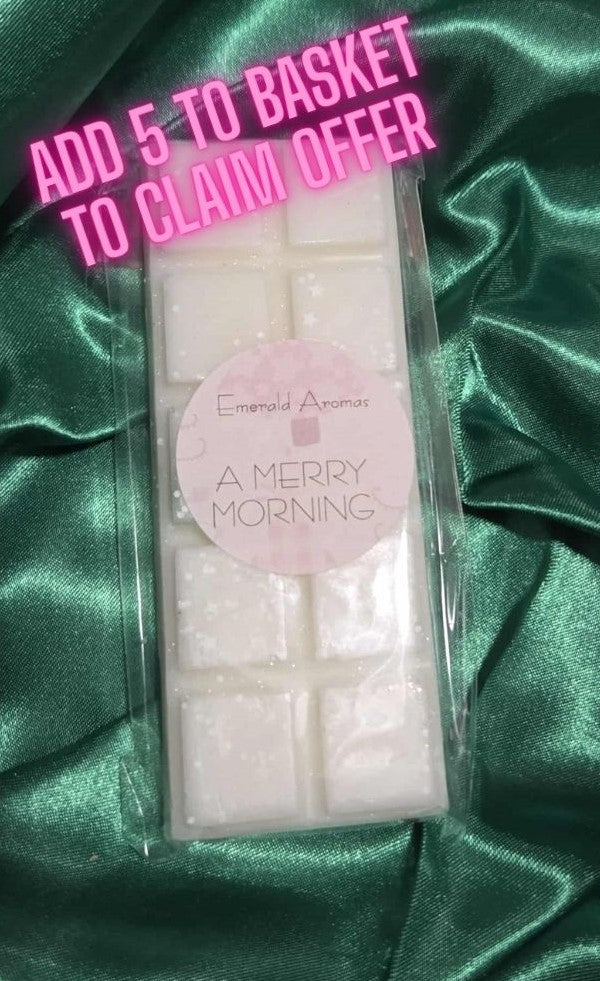 ADD 5 TO BASKET
TO CLAIM OFFER
Emerald Aromas
A MERRY
MORNING